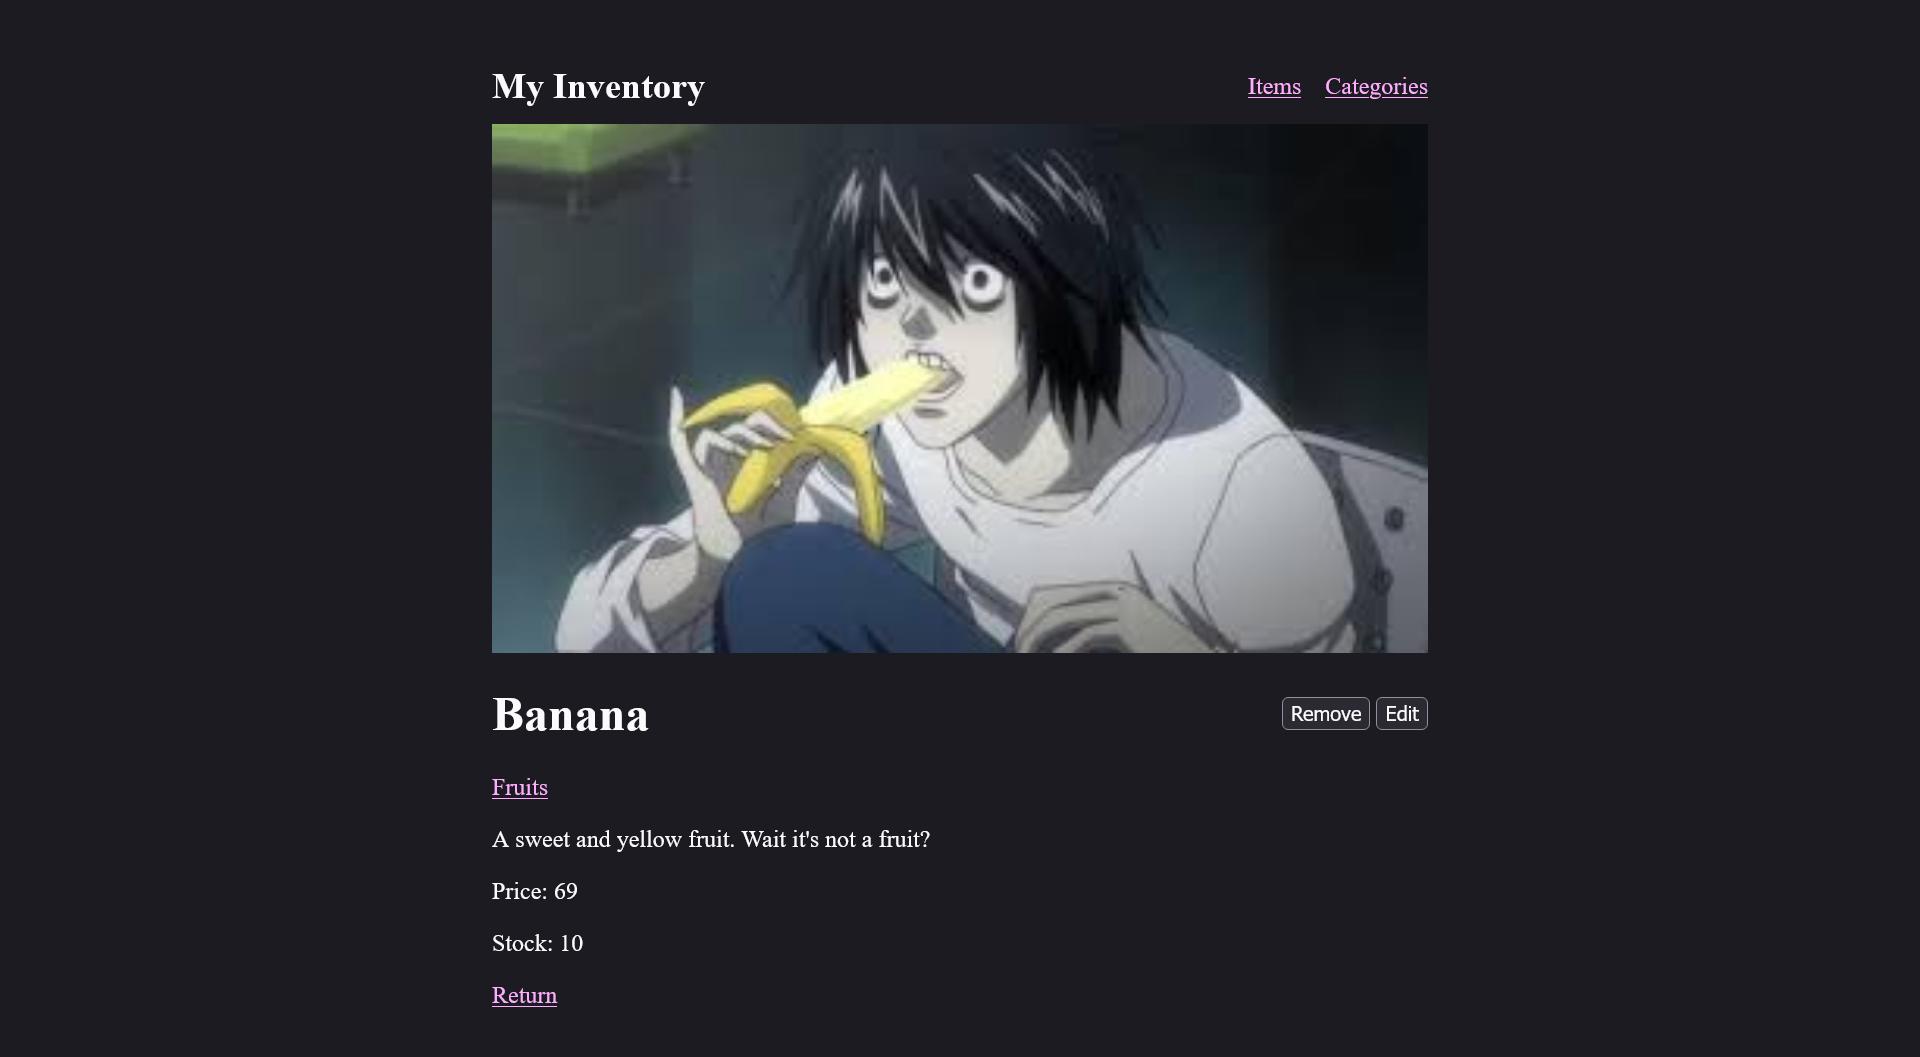 My Inventory
Items Categories
Banana
Remove Edit
Fruits
A sweet and yellow fruit. Wait it's not a fruit?
Price: 69
Stock: 10
Return